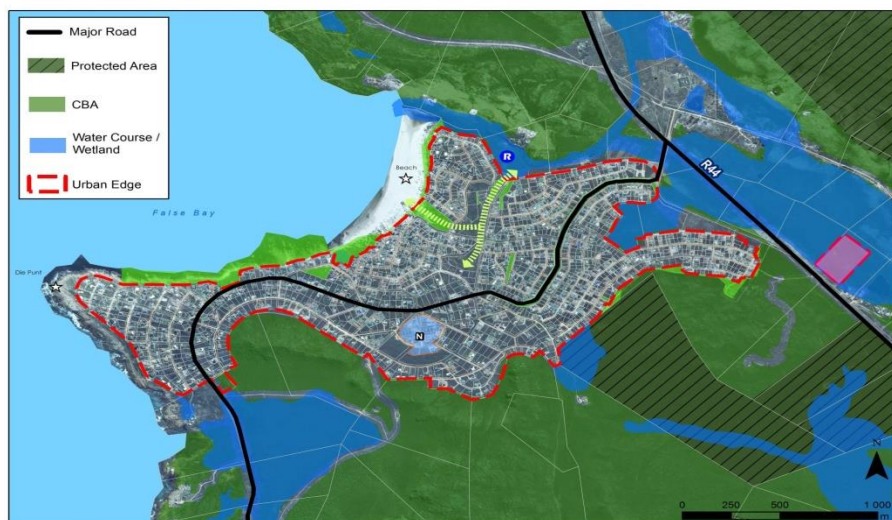 Major Road
Protected Area
CBA
Water Course /
Wetland
Urban Edge
R
R44
Beach
False Bay
Die Punt
N
N
0 250 500 1 000
m